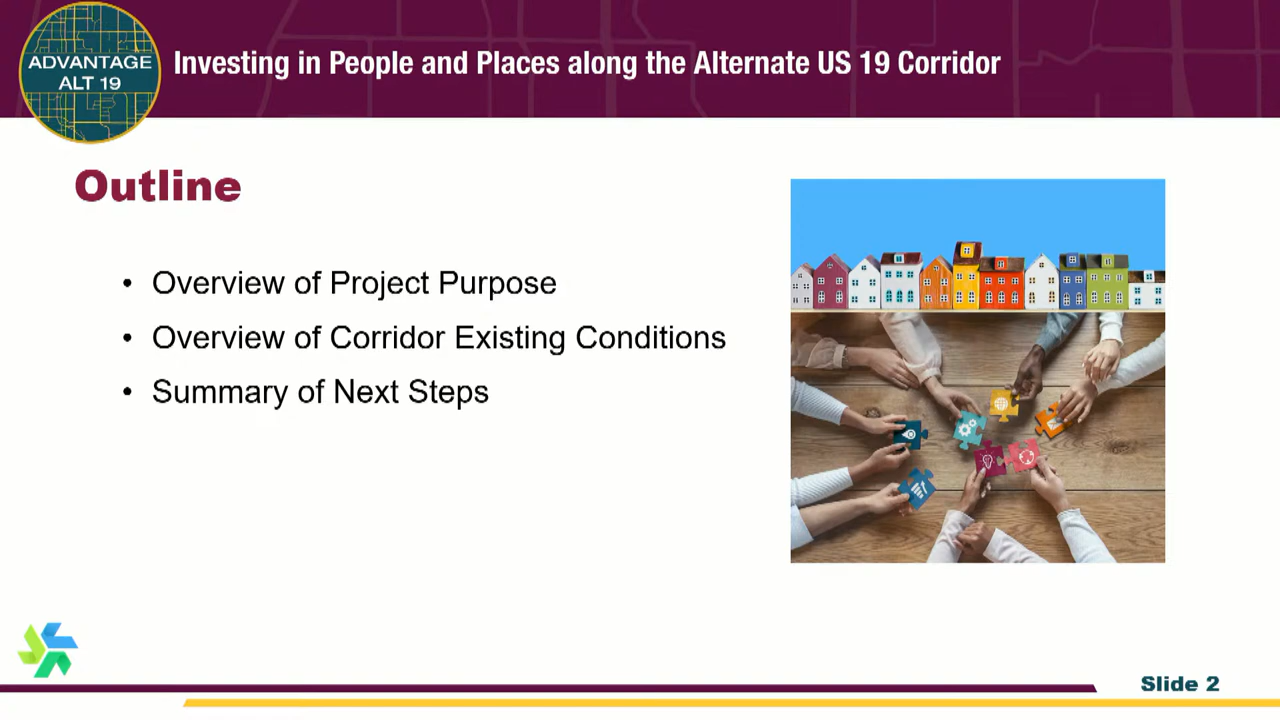 ADVANTAGE
ALT 19
Investing in People and Places along the Alternate US 19 Corridor
Outline
• Overview of Project Purpose
• Overview of Corridor Existing Conditions
• Summary of Next Steps
Slide 2